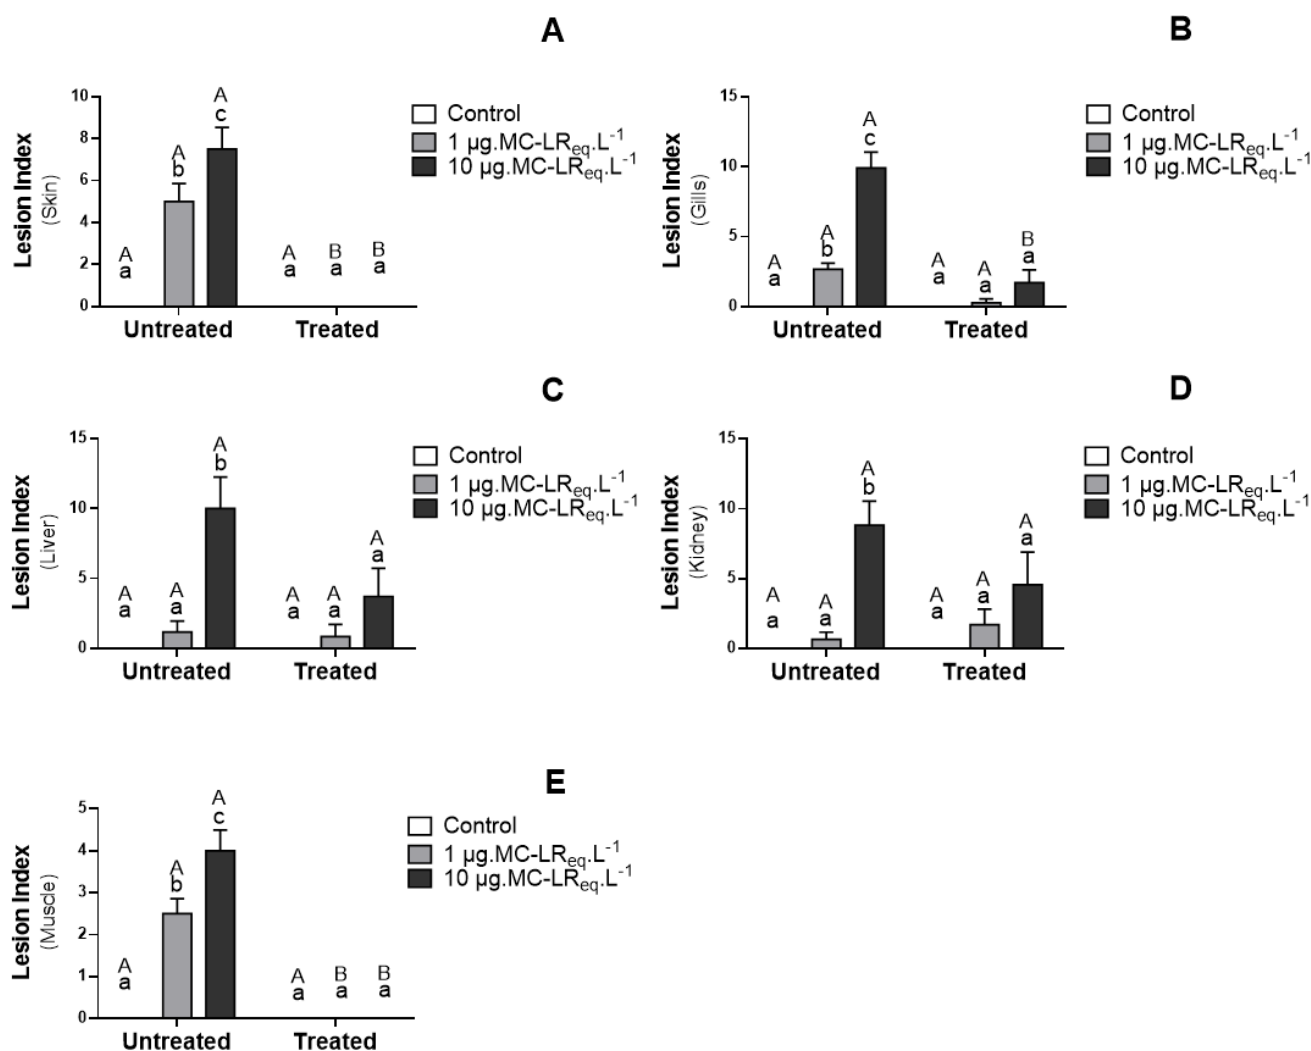 A
Lesion Index
(Skin)
10
8
6
4
2
0
A
a
A
b
A
c
A
a
B
a
B
a
Untreated
Treated
Control
1 µg.MC-LReq.L-1
10 µg.MC-LReq.L-1
B
Lesion Index
(Gills)
15
10
5
0
A
a
A
b
A
c
A
a
A
a
B
a
Untreated
Treated
Control
1 µg.MC-LReq.L-1
10 µg.MC-LReq.L-1
C
Lesion Index
(Liver)
15
10
5
0
A
a
A
a
A
b
A
a
A
a
A
a
Untreated
Treated
Control
1 µg.MC-LReq.L-1
10 µg.MC-LReq.L-1
D
Lesion Index
(Kidney)
15
10
5
0
A
a
A
a
A
b
A
a
A
a
A
a
Untreated
Treated
Control
1 µg.MC-LReq.L-1
10 µg.MC-LReq.L-1
E
Lesion Index
(Muscle)
5
4
3
2
1
0
A
a
A
b
A
c
A
a
B
a
B
a
Untreated
Treated
Control
1 µg.MC-LReq.L-1
10 µg.MC-LReq.L-1